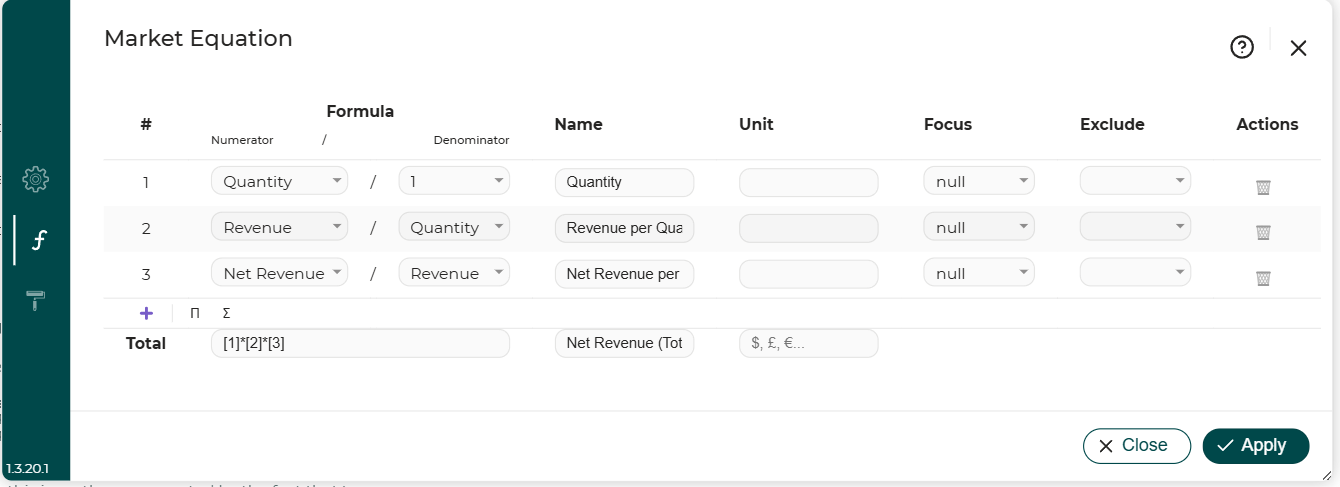 Market Equation
# Formula Name Unit Focus Exclude Actions
Numerator / Denominator
1 Quantity / 1 Quantity null
2 Revenue / Quantity Revenue per Qua null
3 Net Revenue / Revenue Net Revenue per null
+ Π Σ
Total [1]*[2]*[3] Net Revenue (Tot $, £, €...
Close Apply
1.3.20.1